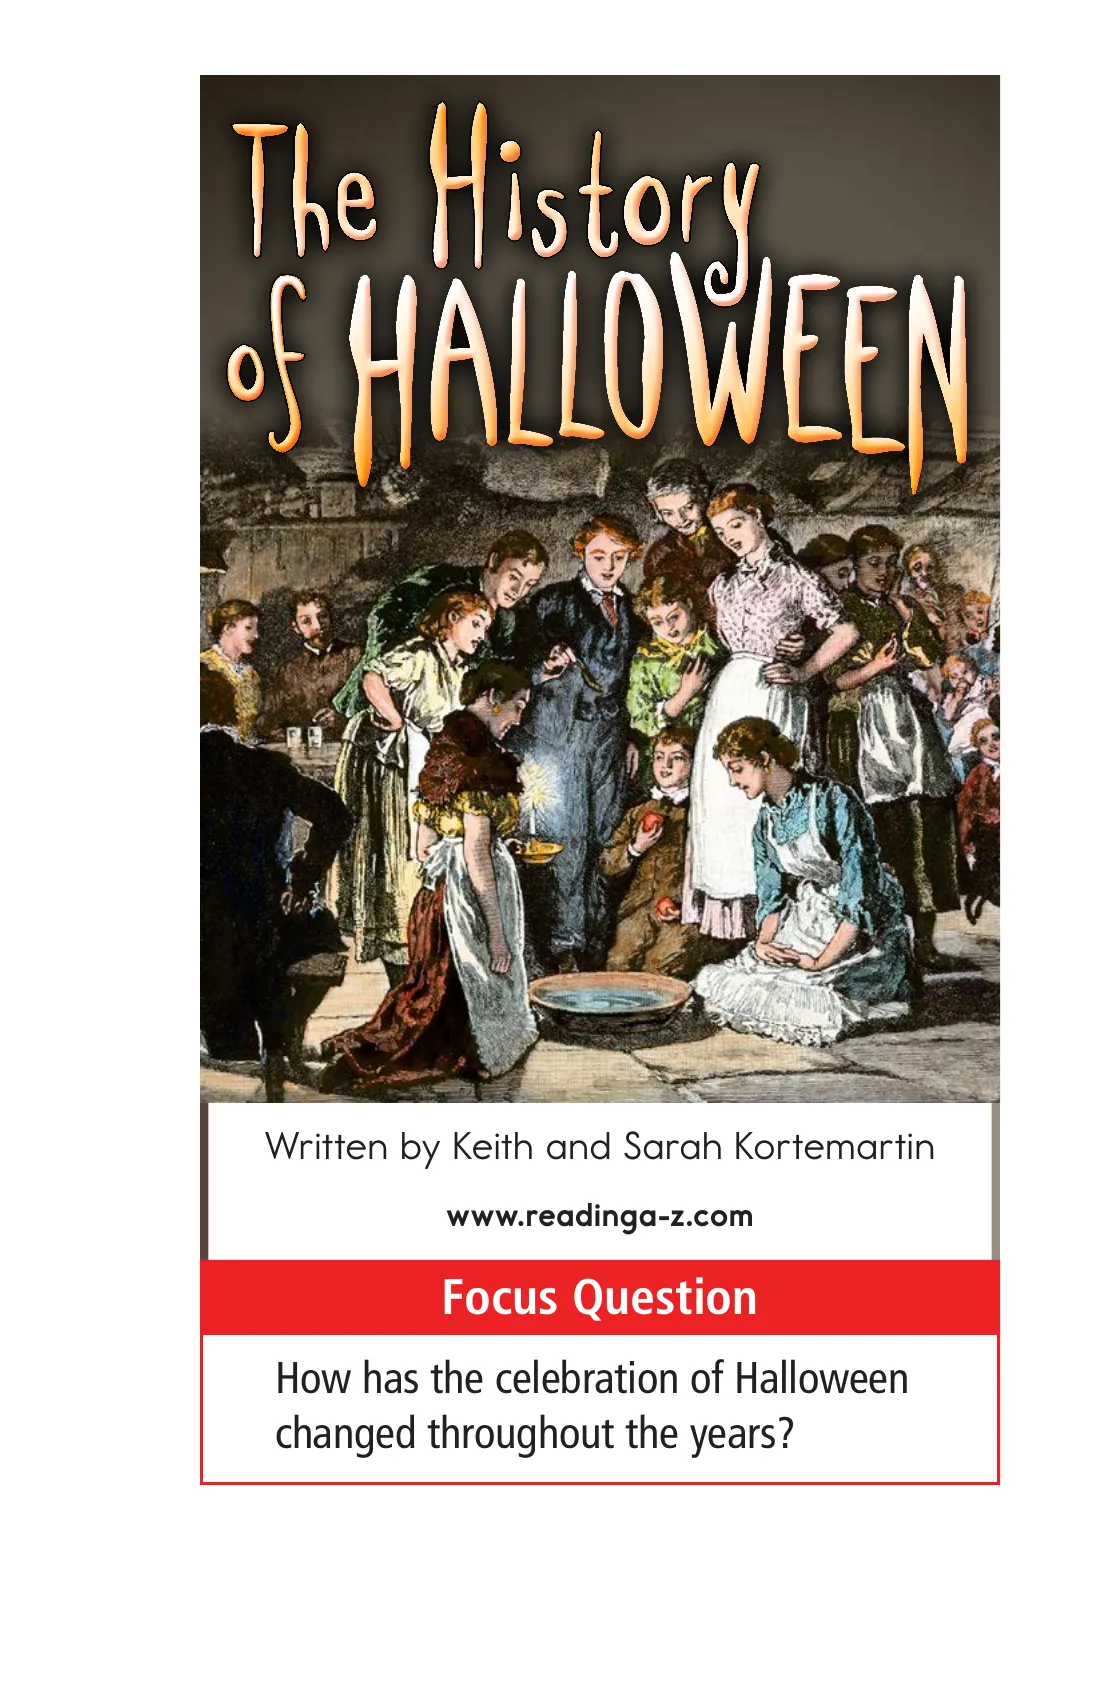 The History
of HALLOWEEN
Written by Keith and Sarah Kortemartin
www.readinga-z.com
Focus Question
How has the celebration of Halloween
changed throughout the years?